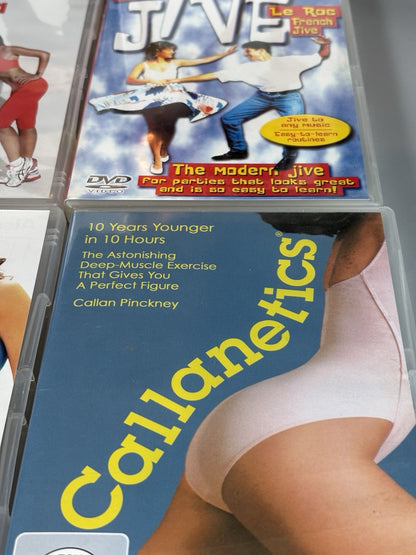 JIVE
Le Roc
French
Jive
Jive to
any music
Easy-to-learn
routines
DVD
VIDEO
The modern jive
for parties that looks great
and is so easy to learn!
10 Years Younger
in 10 Hours
The Astonishing
Deep-Muscle Exercise
That Gives You
A Perfect Figure
Callan Pinckney
Callanetics®